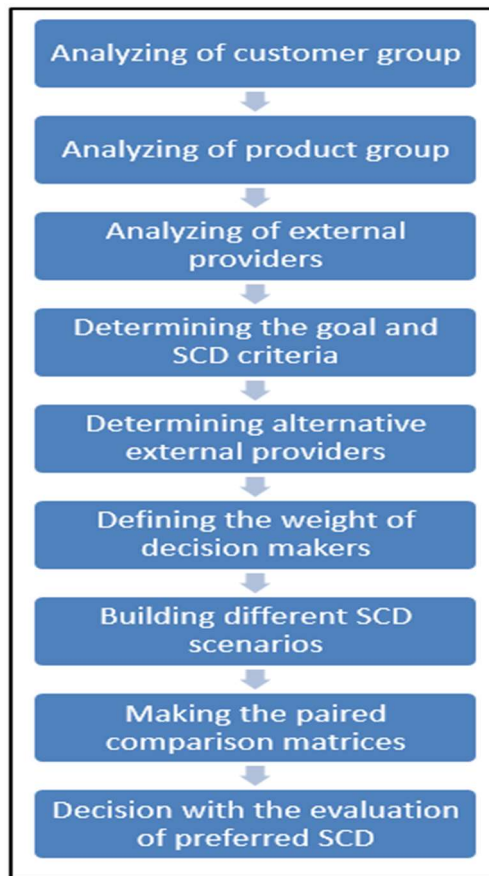 Analyzing of customer group
Analyzing of product group
Analyzing of external
providers
Determining the goal and
SCD criteria
Determining alternative
external providers
Defining the weight of
decision makers
Building different SCD
scenarios
Making the paired
comparison matrices
Decision with the evaluation
of preferred SCD